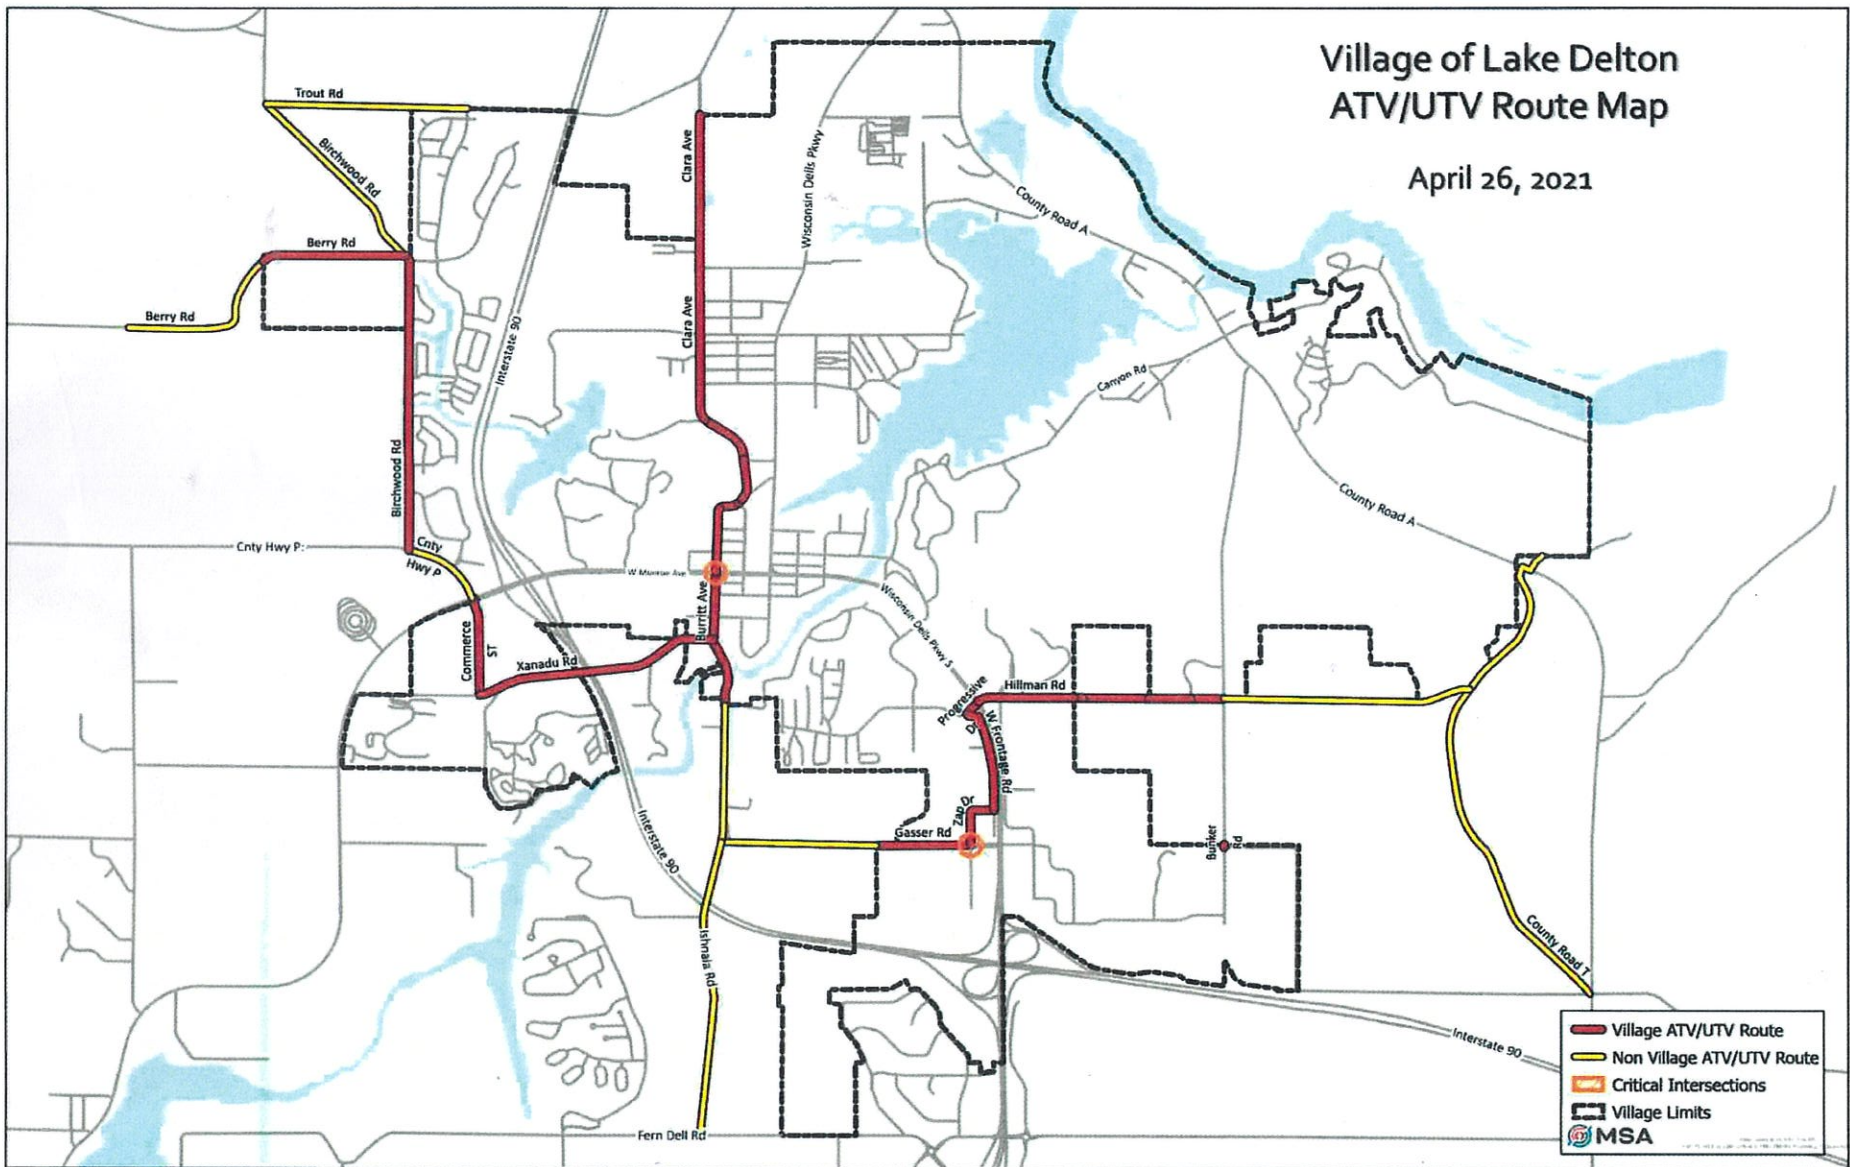 Village of Lake Delton
ATV/UTV Route Map
April 26, 2021
Trout Rd
Birchwood Rd
Clara Ave
Wisconsin Dells Pkwy
County Road A
Berry Rd
Berry Rd
Interstate 90
Clara Ave
Canyon Rd
Birchwood Rd
County Road A
Cnty Hwy P
Cnty
Hwy P
W Munroe Ave
Burritt Ave
Wisconsin Dells Pkwy S
Commerce
ST
Xanadu Rd
Progressive
Dr
Hillman Rd
W Frontage Rd
Zap Dr
Gasser Rd
Interstate 90
Bunker
Rd
Ishnala Rd
County Road T
Interstate 90
Fern Dell Rd
Village ATV/UTV Route
Non Village ATV/UTV Route
Critical Intersections
Village Limits
MSA